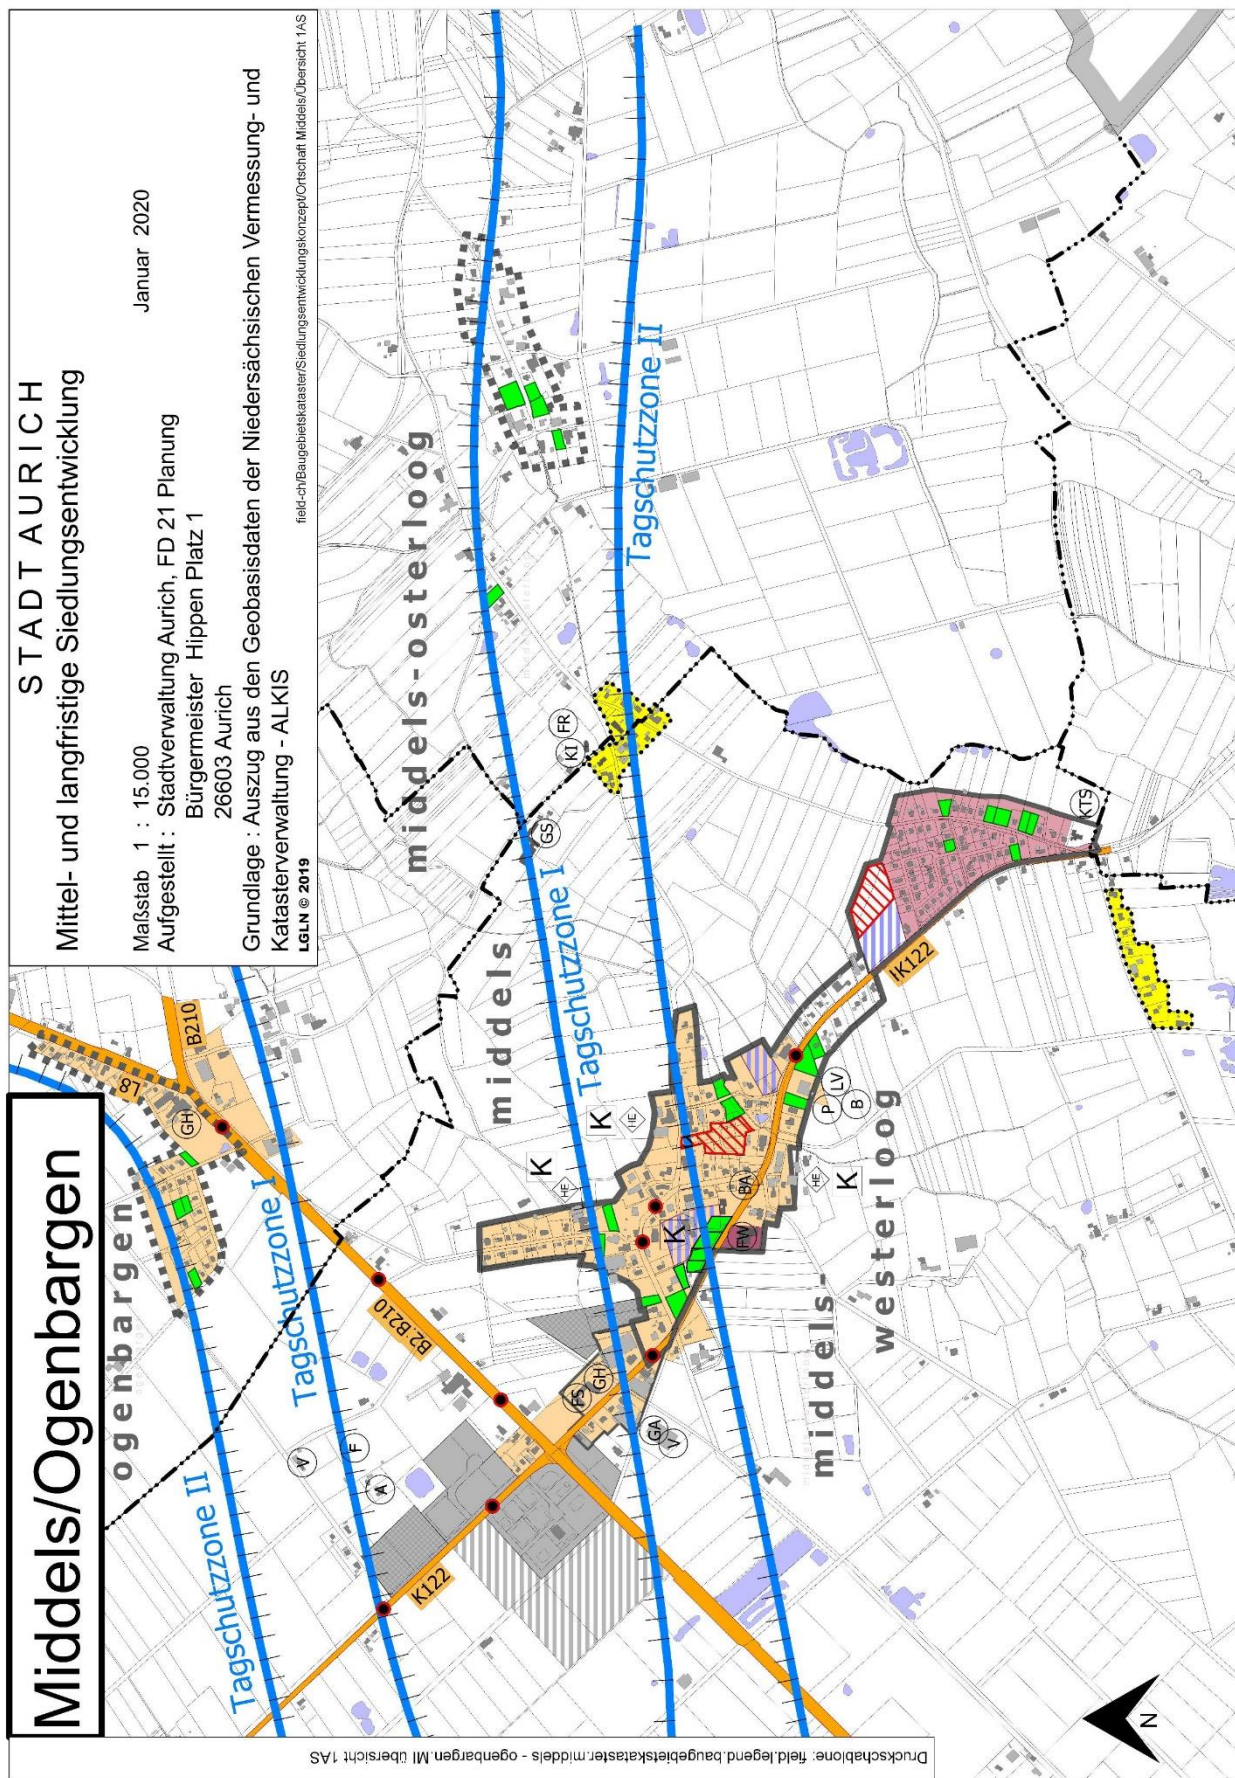 Middels/Ogenbargen
STADT AURICH
Mittel- und langfristige Siedlungsentwicklung
Maßstab 1 : 15.000
Januar 2020
Aufgestellt : Stadtverwaltung Aurich, FD 21 Planung
Bürgermeister Hippen Platz 1
26603 Aurich
Grundlage : Auszug aus den Geobasisdaten der Niedersächsischen Vermessung- und
Katasterverwaltung - ALKIS
LGLN © 2019
field-ch/Baugebietskataster/Siedlungsentwicklungskonzept/Ortschaft Middels/Übersicht 1AS
ogenbargen
Tagschutzzone II
Tagschutzzone I
L8
B210
GH
B2:B210
V
F
A
K122
middels
middels-osterloog
Tagschutzzone I
Tagschutzzone II
GS
KI
FR
K
HE
K
HE
FS
GH
GA
V
K
FW
BA
P
LV
B
HE
K
IK122
KTS
middels-
westerloog
N
Druckschablone: field.legend.baugebietskataster.middels - ogenbargen.MI übersicht 1AS